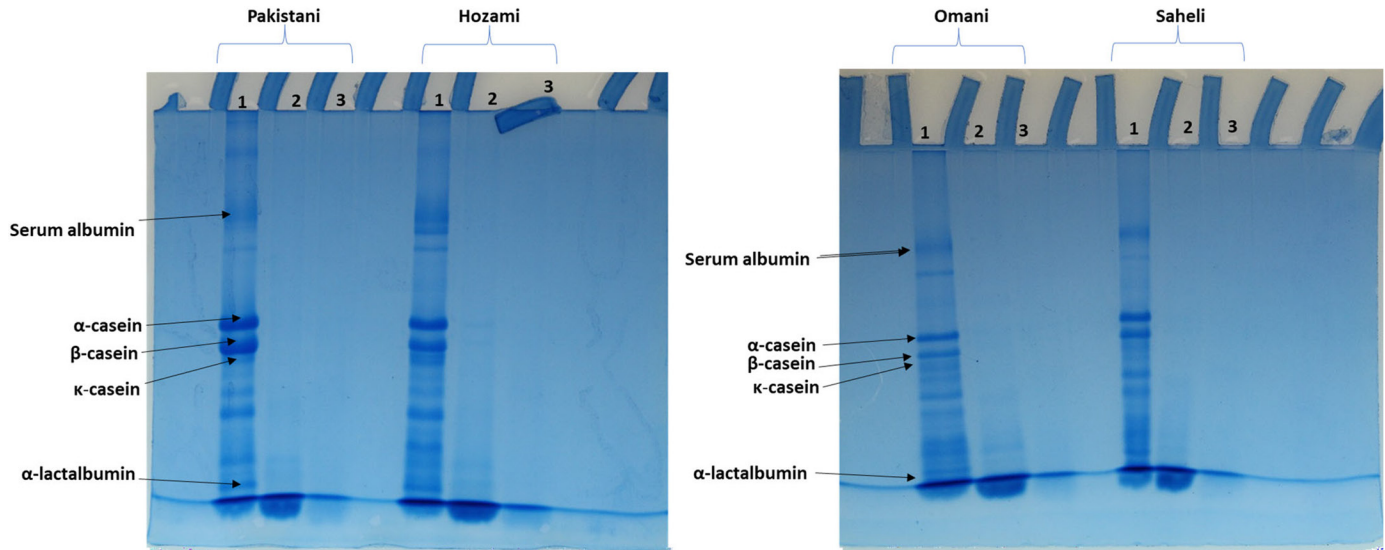 Pakistani Hozami
1 2 3 1 2 3
Serum albumin
α-casein
β-casein
κ-casein
α-lactalbumin
Omani Saheli
1 2 3 1 2 3
Serum albumin
α-casein
β-casein
κ-casein
α-lactalbumin